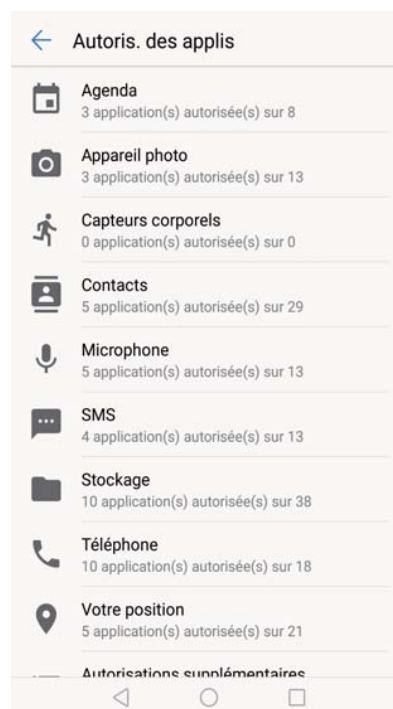 Autoris. des applis
Agenda
3 application(s) autorisée(s) sur 8
Appareil photo
3 application(s) autorisée(s) sur 13
Capteurs corporels
0 application(s) autorisée(s) sur 0
Contacts
5 application(s) autorisée(s) sur 29
Microphone
5 application(s) autorisée(s) sur 13
SMS
4 application(s) autorisée(s) sur 13
Stockage
10 application(s) autorisée(s) sur 38
Téléphone
10 application(s) autorisée(s) sur 18
Votre position
5 application(s) autorisée(s) sur 21
Autorisations supplémentaires